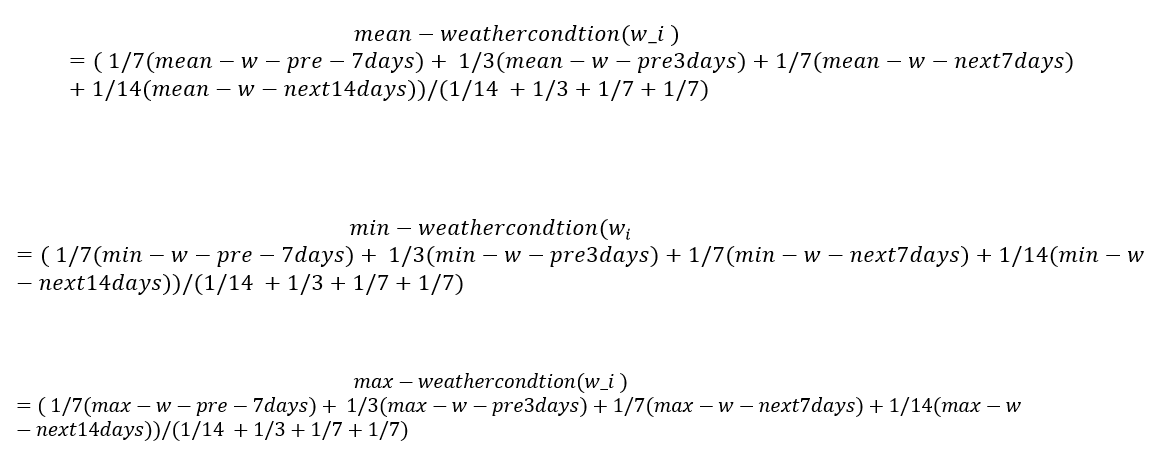 mean − weathercondtion(w_i )
= ( 1/7(mean − w − pre − 7days) + 1/3(mean − w − pre3days) + 1/7(mean − w − next7days)
+ 1/14(mean − w − next14days))/(1/14 + 1/3 + 1/7 + 1/7)
min − weathercondtion(wᵢ
= ( 1/7(min − w − pre − 7days) + 1/3(min − w − pre3days) + 1/7(min − w − next7days) + 1/14(min − w
− next14days))/(1/14 + 1/3 + 1/7 + 1/7)
max − weathercondtion(w_i )
= ( 1/7(max − w − pre − 7days) + 1/3(max − w − pre3days) + 1/7(max − w − next7days) + 1/14(max − w
− next14days))/(1/14 + 1/3 + 1/7 + 1/7)